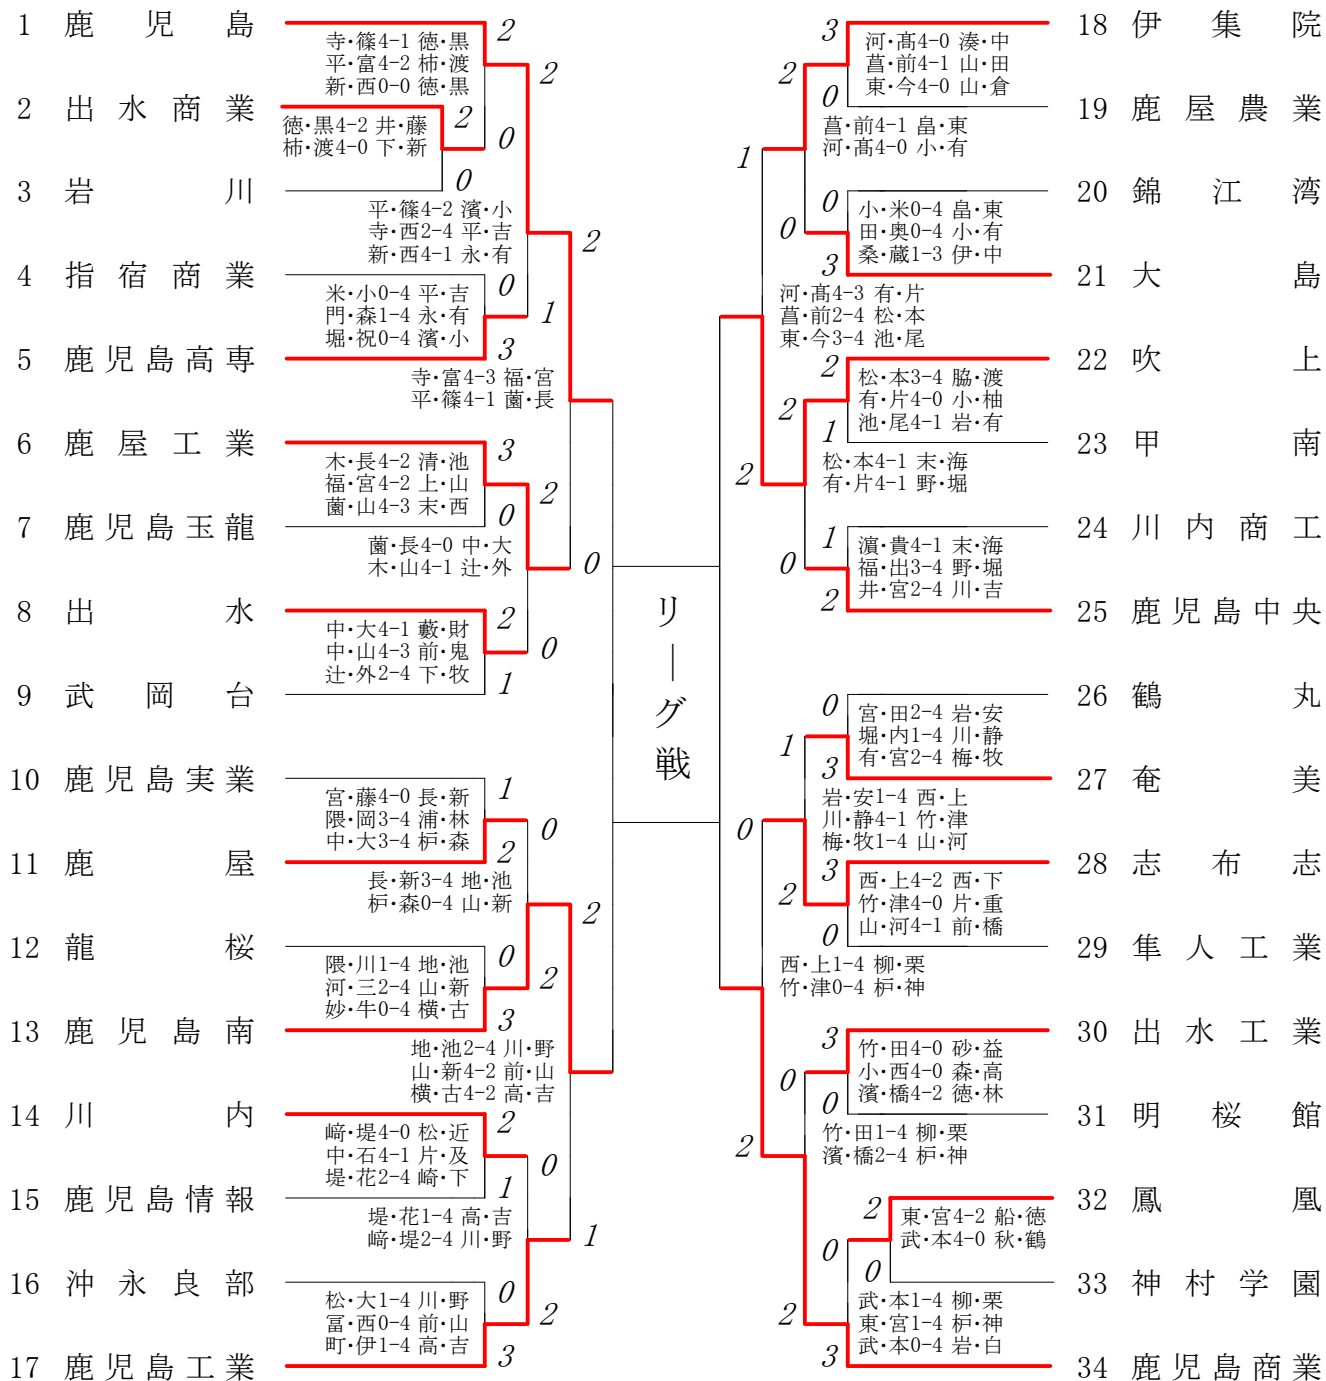 1 鹿児島
寺・篠4-1 徳・黒
平・富4-2 柿・渡
新・西0-0 徳・黒
2
2
2 出水商業
徳・黒4-2 井・藤
柿・渡4-0 下・新
2
0
3 岩川
0
平・篠4-2 濱・小
寺・西2-4 平・吉
新・西4-1 永・有
2
4 指宿商業
米・小0-4 平・吉
門・森1-4 永・有
堀・祝0-4 濱・小
0
1
5 鹿児島高専
3
寺・富4-3 福・宮
平・篠4-1 薗・長
6 鹿屋工業
木・長4-2 清・池
福・宮4-2 上・山
薗・山4-3 末・西
3
2
7 鹿児島玉龍
0
薗・長4-0 中・大
木・山4-1 辻・外
0
8 出水
中・大4-1 藪・財
中・山4-3 前・鬼
辻・外2-4 下・牧
2
0
9 武岡台
1
10 鹿児島実業
宮・藤4-0 長・新
隈・岡3-4 浦・林
中・大3-4 枦・森
1
0
11 鹿屋
2
長・新3-4 地・池
枦・森0-4 山・新
2
12 龍桜
隈・川1-4 地・池
河・三2-4 山・新
妙・牛0-4 横・古
0
2
13 鹿児島南
3
地・池2-4 川・野
山・新4-2 前・山
横・古4-2 高・吉
14 川内
﨑・堤4-0 松・近
中・石4-1 片・及
堤・花2-4 崎・下
2
0
15 鹿児島情報
1
堤・花1-4 高・吉
﨑・堤2-4 川・野
1
16 沖永良部
松・大1-4 川・野
冨・西0-4 前・山
町・伊1-4 高・吉
0
2
17 鹿児島工業
3
リーグ戦
18 伊集院
3
河・髙4-0 湊・中
菖・前4-1 山・田
東・今4-0 山・倉
2
0
19 鹿屋農業
菖・前4-1 畠・東
河・髙4-0 小・有
1
20 錦江湾
0
小・米0-4 畠・東
田・奥0-4 小・有
桑・蔵1-3 伊・中
0
3
21 大島
河・髙4-3 有・片
菖・前2-4 松・本
東・今3-4 池・尾
22 吹上
2
松・本3-4 脇・渡
有・片4-0 小・柚
池・尾4-1 岩・有
2
1
23 甲南
松・本4-1 末・海
有・片4-1 野・堀
2
24 川内商工
1
濵・貴4-1 末・海
福・出3-4 野・堀
井・宮2-4 川・吉
0
2
25 鹿児島中央
26 鶴丸
0
宮・田2-4 岩・安
堀・内1-4 川・静
有・宮2-4 梅・牧
1
3
27 奄美
岩・安1-4 西・上
川・静4-1 竹・津
梅・牧1-4 山・河
0
28 志布志
3
西・上4-2 西・下
竹・津4-0 片・重
山・河4-1 前・橋
2
0
29 隼人工業
西・上1-4 柳・栗
竹・津0-4 枦・神
30 出水工業
3
竹・田4-0 砂・益
小・西4-0 森・高
濱・橋4-2 徳・林
0
0
31 明桜館
竹・田1-4 柳・栗
濱・橋2-4 枦・神
2
32 鳳凰
2
東・宮4-2 船・徳
武・本4-0 秋・鶴
0
0
33 神村学園
武・本1-4 柳・栗
東・宮1-4 枦・神
武・本0-4 岩・白
2
3
34 鹿児島商業